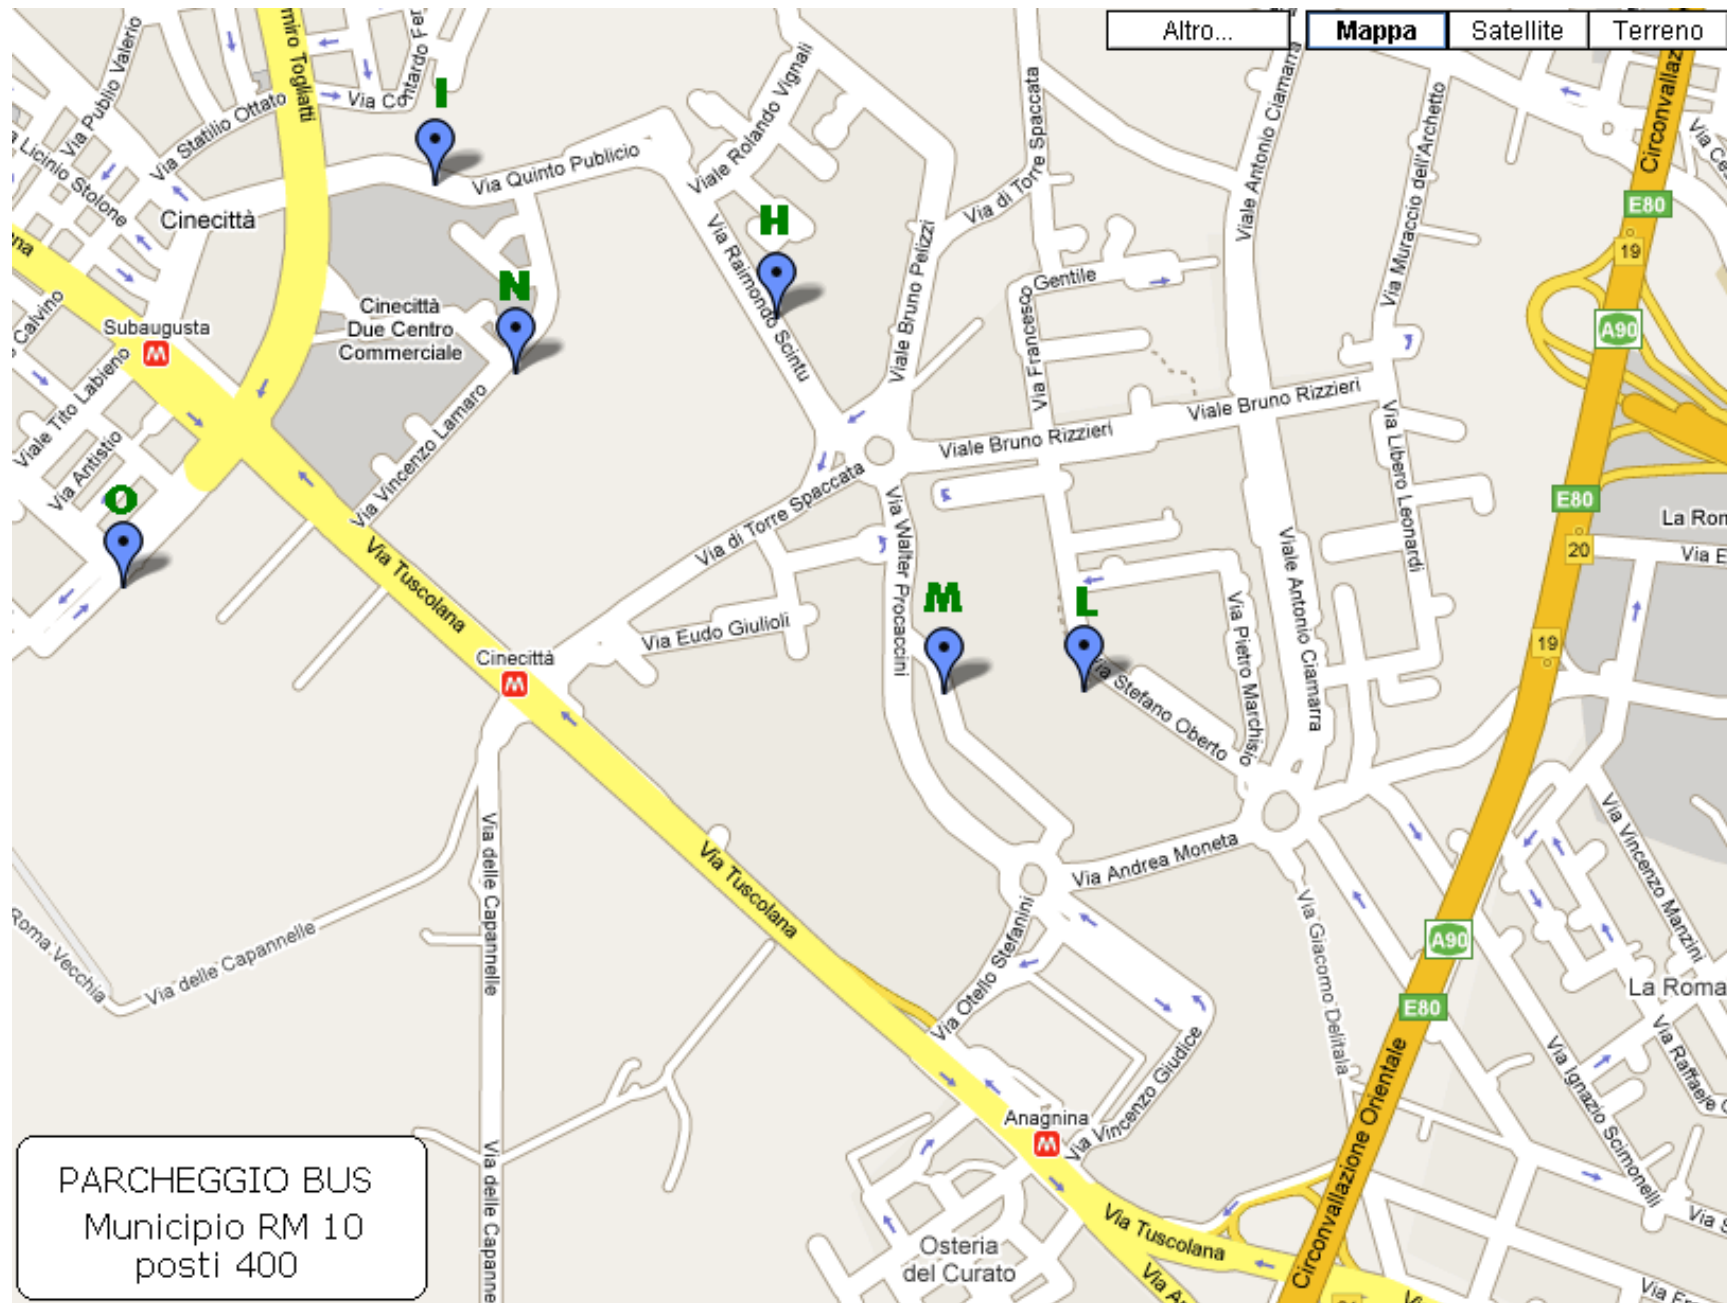 Altro...
Mappa
Satellite
Terreno
Via Publio Valerio
Via Statilio Ottato
Licinio Stolone
Togliatti
I
Via Quinto Publicio
Viale Rolando Vignali
Via di Torre Spaccata
Viale Antonio Ciamarra
Via Muraccio dell'Archetto
E80
19
A90
Cinecittà
H
Via Raimondo Scintu
Viale Bruno Pelizzi
Via di Torre Spaccata
Via Francesco Gentile
N
Cinecittà
Due Centro
Commerciale
Subaugusta
M
Calvino
Viale Tito Labieno
Via Antistio
O
Via Vincenzo Lamaro
Viale Bruno Rizzieri
Viale Bruno Rizzieri
Via Libero Leonardi
E80
20
Via Tuscolana
Via di Torre Spaccata
Via Walter Procaccini
Via Eudo Giulioli
M
L
Via Pietro Marchisio
Viale Antonio Ciamarra
19
Cinecittà
M
Via Stefano Oberto
Via delle Capannelle
Via Tuscolana
Via Andrea Moneta
Via Vincenzo Manzini
Roma Vecchia
Via delle Capannelle
Via Otello Stefanini
Via Giacomo Delitala
A90
E80
La Roma
Via Vincenzo Giudice
Circonvallazione Orientale
Via Ignazio Scimonelli
Via Raffaele
Anagnina
M
Via delle Capanne
Osteria
del Curato
Via Tuscolana
PARCHEGGIO BUS
Municipio RM 10
posti 400